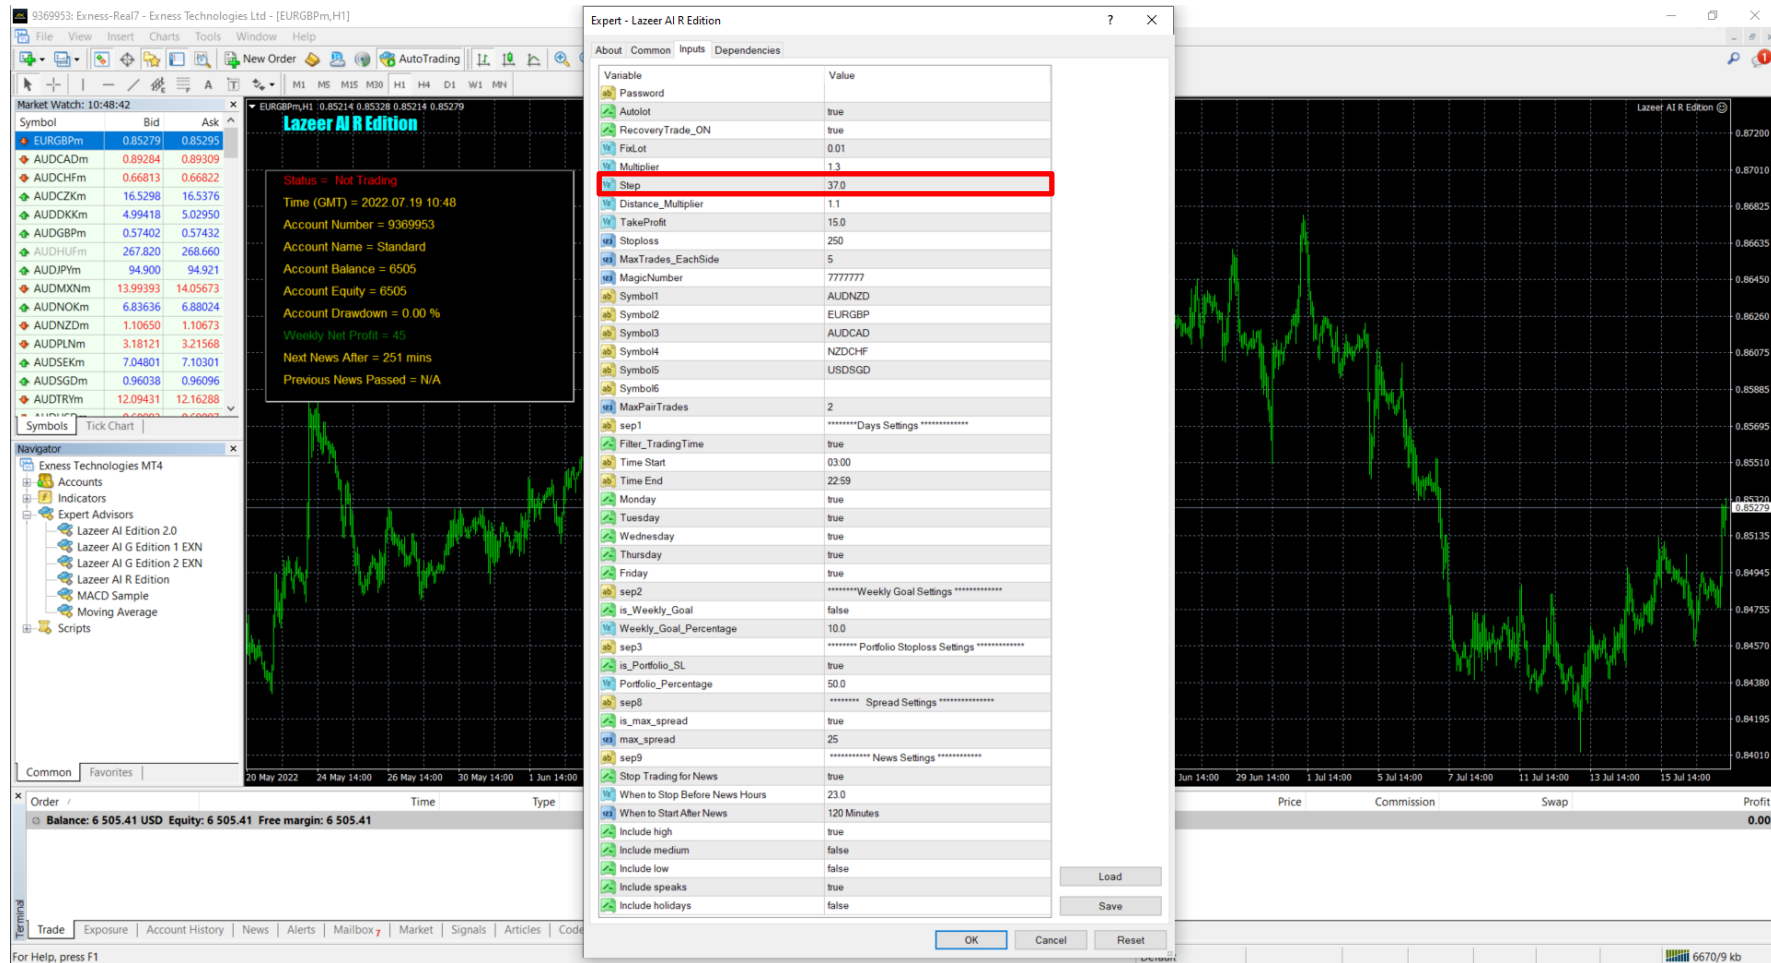 9369953: Exness-Real7 - Exness Technologies Ltd - [EURGBPm,H1]
File View Insert Charts Tools Window Help
New Order AutoTrading
A T M1 M5 M15 M30 H1 H4 D1 W1 MN
Market Watch: 10:48:42
Symbol Bid Ask
EURGBPm 0.85279 0.85295
AUDCADm 0.89284 0.89309
AUDCHFm 0.66813 0.66822
AUDCZKm 16.5298 16.5376
AUDDKKm 4.99418 5.02950
AUDGBPm 0.57402 0.57432
AUDHUFm 267.820 268.660
AUDJPYm 94.900 94.921
AUDMXNm 13.99393 14.05673
AUDNOKm 6.83636 6.88024
AUDNZDm 1.10650 1.10673
AUDPLNm 3.18121 3.21568
AUDSEKm 7.04801 7.10301
AUDSGDm 0.96038 0.96096
AUDTRYm 12.09431 12.16288
Symbols Tick Chart
Navigator
Exness Technologies MT4
Accounts
Indicators
Expert Advisors
Lazeer AI Edition 2.0
Lazeer AI G Edition 1 EXN
Lazeer AI G Edition 2 EXN
Lazeer AI R Edition
MACD Sample
Moving Average
Scripts
Common Favorites
EURGBPm,H1 0.85214 0.85328 0.85214 0.85279
Lazeer AI R Edition
Status = Not Trading
Time (GMT) = 2022.07.19 10:48
Account Number = 9369953
Account Name = Standard
Account Balance = 6505
Account Equity = 6505
Account Drawdown = 0.00 %
Weekly Net Profit = 45
Next News After = 251 mins
Previous News Passed = N/A
20 May 2022 24 May 14:00 26 May 14:00 30 May 14:00 1 Jun 14:00
Expert - Lazeer AI R Edition ?
About Common Inputs Dependencies
Variable Value
Password
Autolot true
RecoveryTrade_ON true
FixLot 0.01
Multiplier 1.3
Step 37.0
Distance_Multiplier 1.1
TakeProfit 15.0
Stoploss 250
MaxTrades_EachSide 5
MagicNumber 7777777
Symbol1 AUDNZD
Symbol2 EURGBP
Symbol3 AUDCAD
Symbol4 NZDCHF
Symbol5 USDSGD
Symbol6
MaxPairTrades 2
sep1 ********Days Settings *************
Filter_TradingTime true
Time Start 03:00
Time End 22:59
Monday true
Tuesday true
Wednesday true
Thursday true
Friday true
sep2 ********Weekly Goal Settings *************
is_Weekly_Goal false
Weekly_Goal_Percentage 10.0
sep3 ******** Portfolio Stoploss Settings *************
is_Portfolio_SL true
Portfolio_Percentage 50.0
sep8 ******** Spread Settings ***************
is_max_spread true
max_spread 25
sep9 *********** News Settings ************
Stop Trading for News true
When to Stop Before News Hours 23.0
When to Start After News 120 Minutes
Include high true
Include medium false
Include low false
Include speaks true
Include holidays false
Load
Save
OK Cancel Reset
Lazeer AI R Edition
0.87200
0.87010
0.86825
0.86635
0.86450
0.86260
0.86075
0.85885
0.85695
0.85510
0.85320
0.85279
0.85135
0.84945
0.84755
0.84570
0.84380
0.84195
0.84010
Jun 14:00 29 Jun 14:00 1 Jul 14:00 5 Jul 14:00 7 Jul 14:00 11 Jul 14:00 13 Jul 14:00 15 Jul 14:00
Order / Time Type Price Commission Swap Profit
Balance: 6 505.41 USD Equity: 6 505.41 Free margin: 6 505.41 0.00
Terminal
Trade Exposure Account History News Alerts Mailbox 7 Market Signals Articles Code
For Help, press F1 Default 6670/9 kb